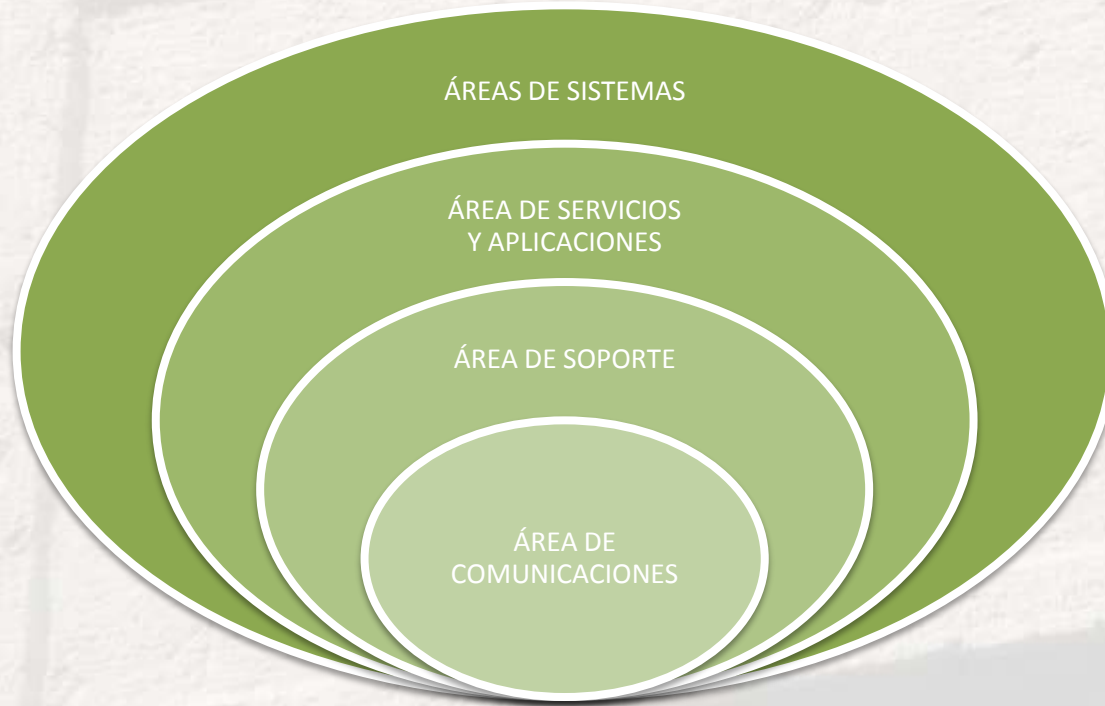 ÁREAS DE SISTEMAS
ÁREA DE SERVICIOS
Y APLICACIONES
ÁREA DE SOPORTE
ÁREA DE
COMUNICACIONES